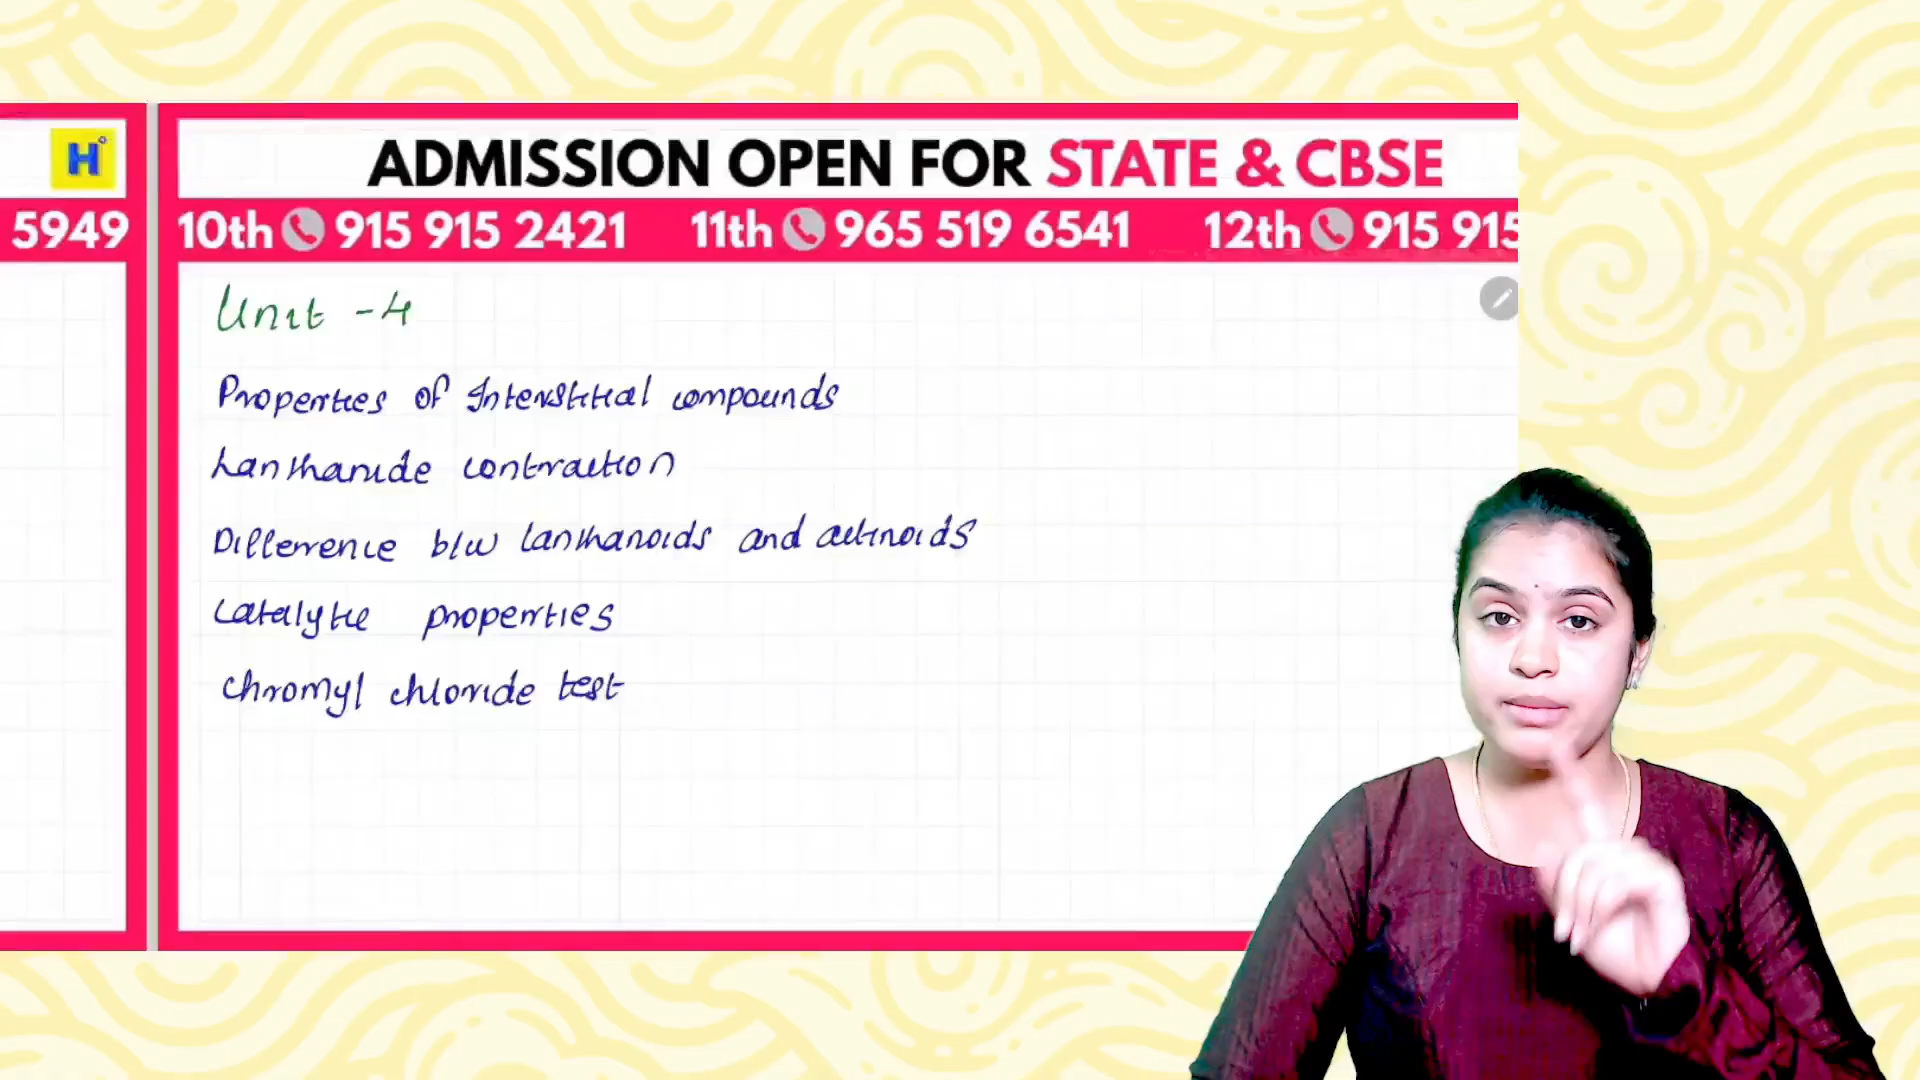 H
ADMISSION OPEN FOR STATE & CBSE
5949
10th 915 915 2421 11th 965 519 6541 12th 915 915
Unit - 4
Properties of Interstitial compounds
Lanthanide contraction
Difference b/w lanthanoids and actinoids
Catalytic properties
chromyl chloride test